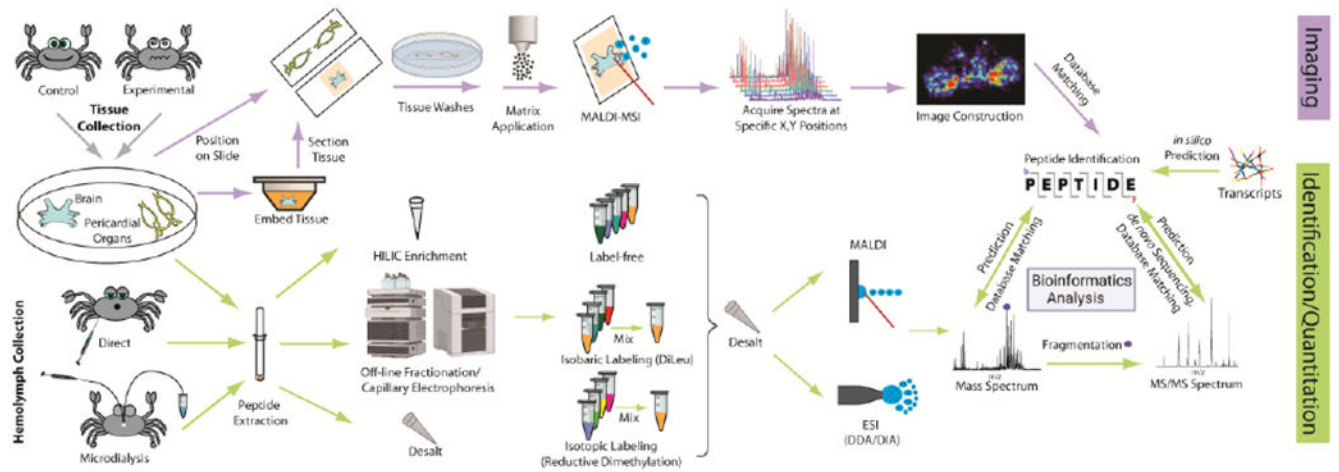 Control
Experimental
Tissue
Collection
Brain
Pericardial
Organs
Position
on Slide
Section
Tissue
Embed Tissue
Tissue Washes
Matrix
Application
MALDI-MSI
Acquire Spectra at
Specific X,Y Positions
Image Construction
Database
Matching
Imaging
Hemolymph Collection
Direct
Microdialysis
Peptide
Extraction
HILIC Enrichment
Off-line Fractionation/
Capillary Electrophoresis
Desalt
Label-free
Mix
Isobaric Labeling (DiLeu)
Mix
Isotopic Labeling
(Reductive Dimethylation)
Desalt
MALDI
ESI
(DDA/DIA)
Peptide Identification
PEPTIDE
in silico
Prediction
Transcripts
Prediction
Database Matching
Prediction
de novo Sequencing,
Database Matching
Bioinformatics
Analysis
Fragmentation
m/z
Mass Spectrum
m/z
MS/MS Spectrum
Identification/Quantitation